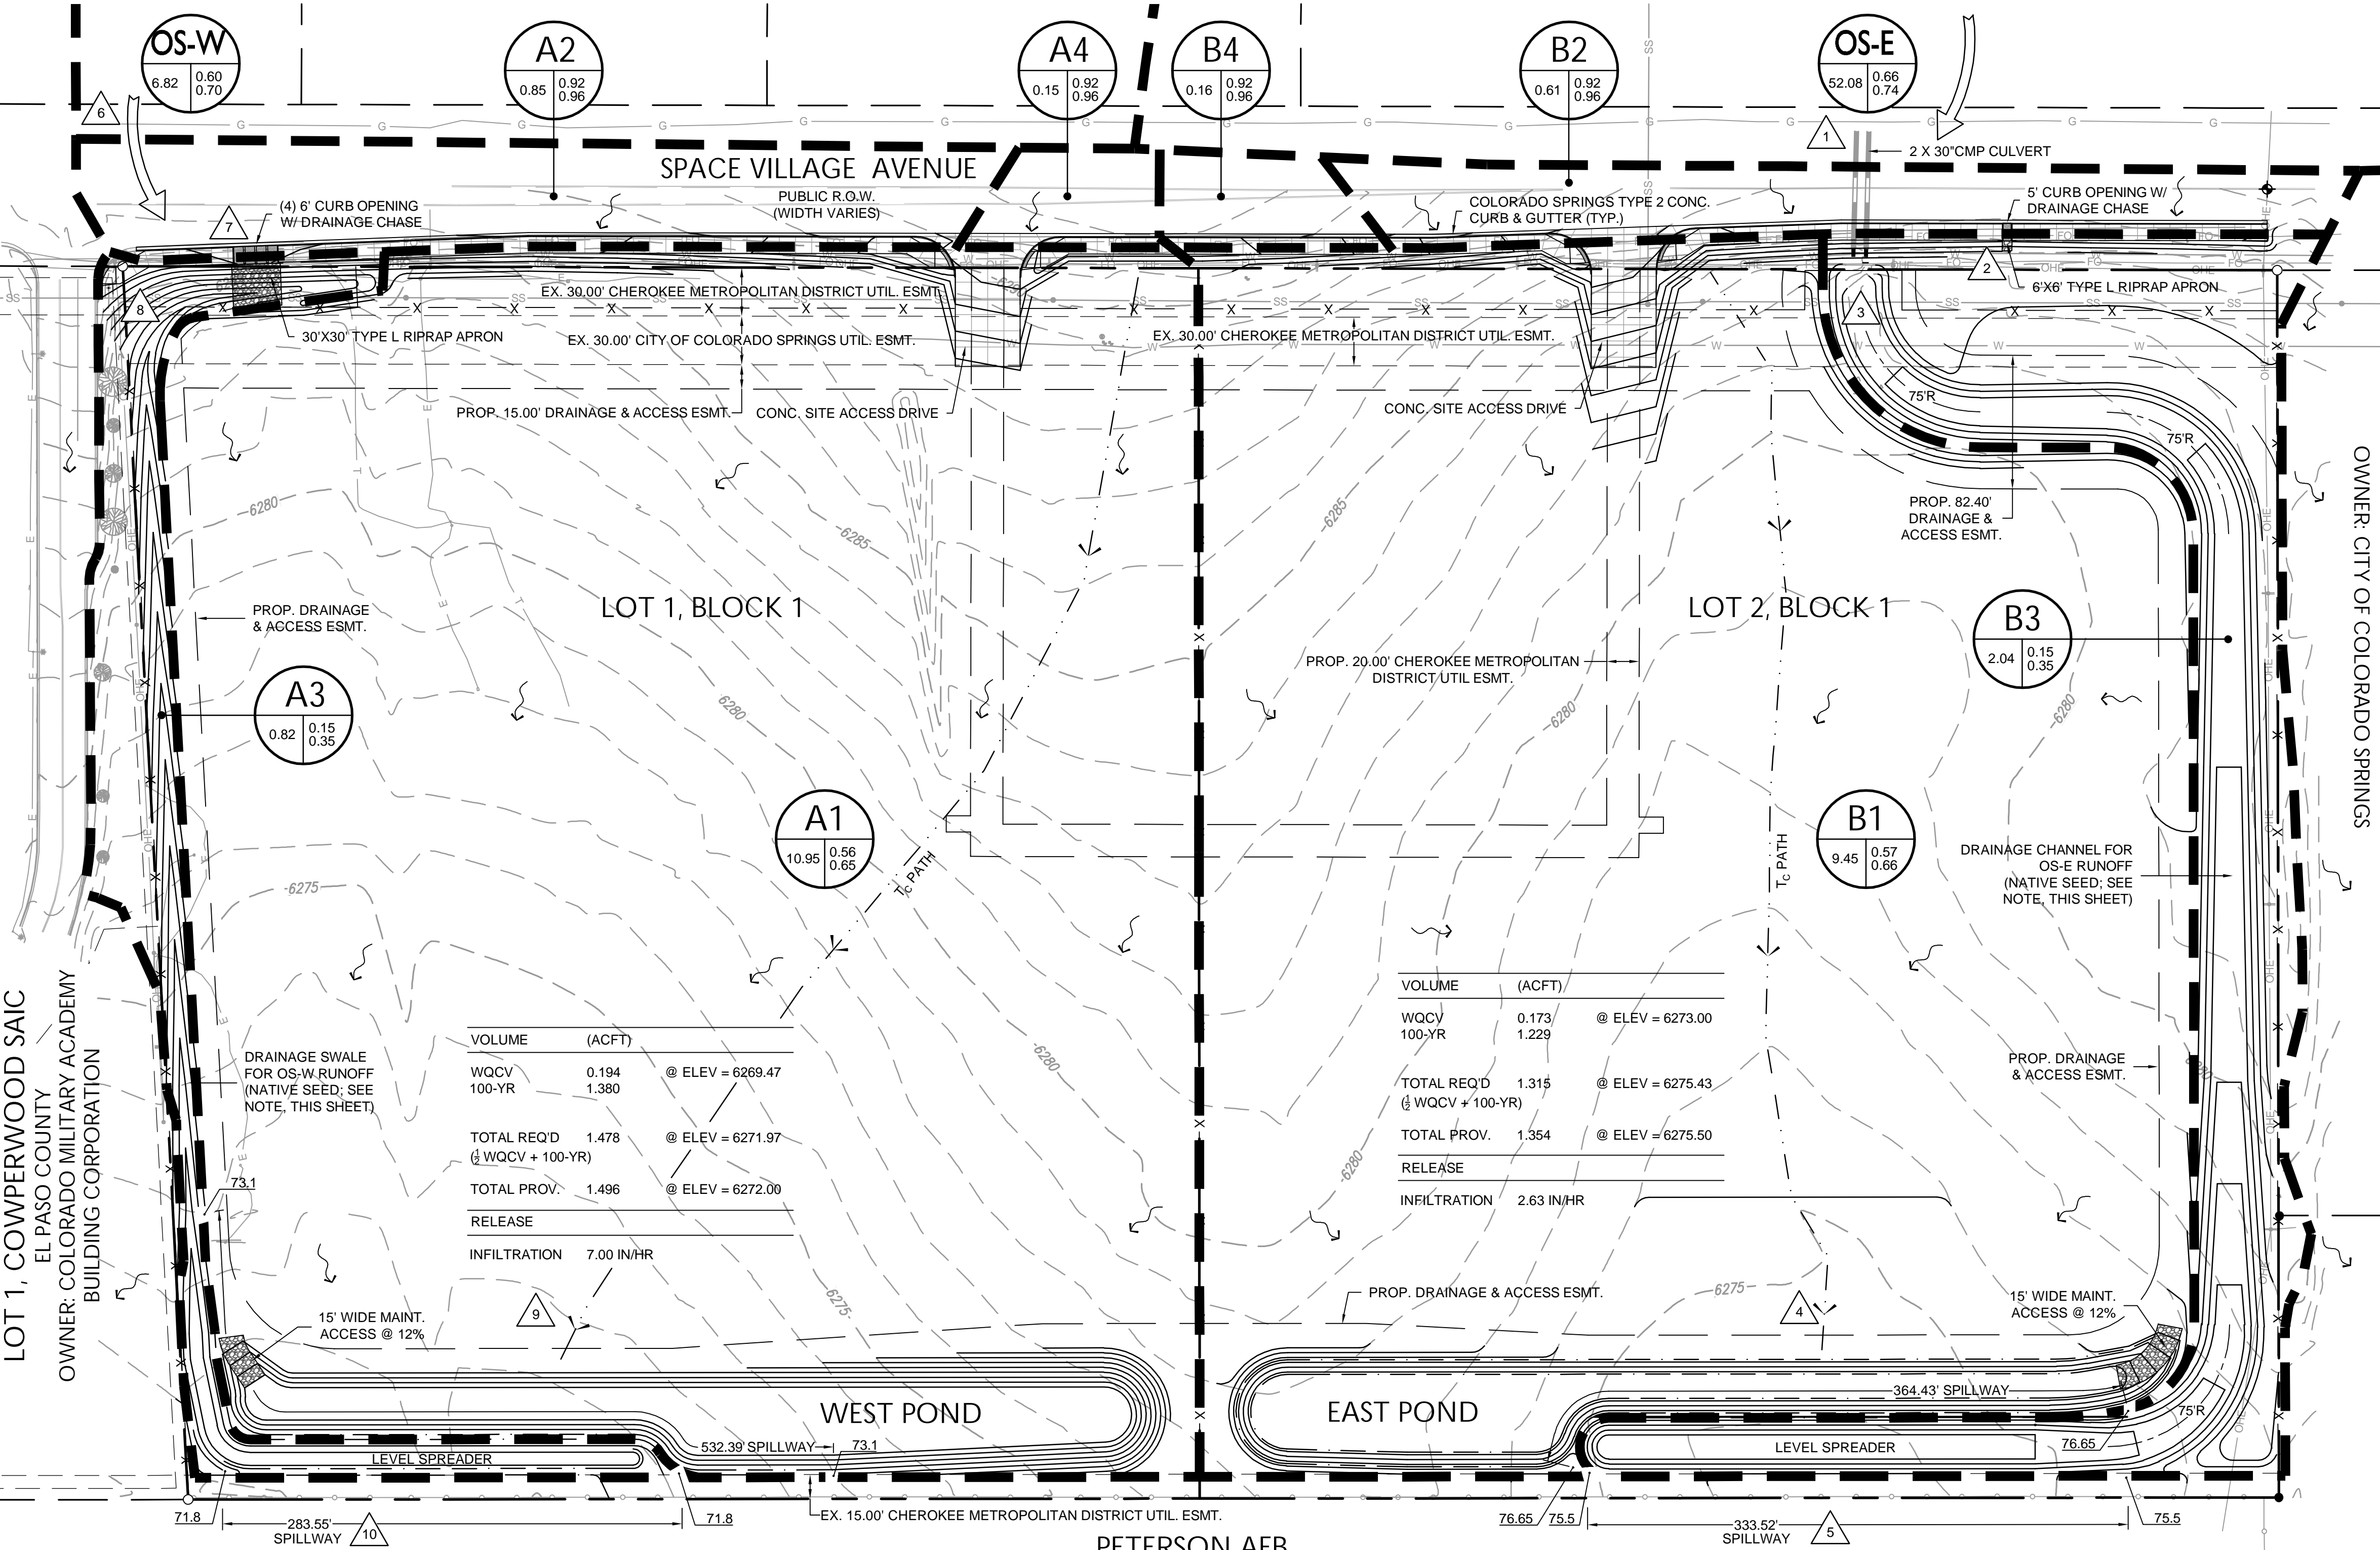 OS-W
6.82
0.60
0.70
A2
0.85
0.92
0.96
A4
0.15
0.92
0.96
B4
0.16
0.92
0.96
B2
0.61
0.92
0.96
OS-E
52.08
0.66
0.74
6
1
2 X 30"CMP CULVERT
SPACE VILLAGE AVENUE
PUBLIC R.O.W.
(WIDTH VARIES)
(4) 6' CURB OPENING
W/ DRAINAGE CHASE
7
COLORADO SPRINGS TYPE 2 CONC.
CURB & GUTTER (TYP.)
5' CURB OPENING W/
DRAINAGE CHASE
2
6'X6' TYPE L RIPRAP APRON
8
3
EX. 30.00' CHEROKEE METROPOLITAN DISTRICT UTIL. ESMT.
30'X30' TYPE L RIPRAP APRON
EX. 30.00' CITY OF COLORADO SPRINGS UTIL. ESMT.
EX. 30.00' CHEROKEE METROPOLITAN DISTRICT UTIL. ESMT.
PROP. 15.00' DRAINAGE & ACCESS ESMT.
CONC. SITE ACCESS DRIVE
CONC. SITE ACCESS DRIVE
75'R
75'R
PROP. 82.40'
DRAINAGE &
ACCESS ESMT.
6280
6285
6285
OWNER: CITY OF COLORADO SPRINGS
PROP. DRAINAGE
& ACCESS ESMT.
LOT 1, BLOCK 1
LOT 2, BLOCK 1
B3
2.04
0.15
0.35
PROP. 20.00' CHEROKEE METROPOLITAN
DISTRICT UTIL ESMT.
A3
0.82
0.15
0.35
6280
6280
6280
A1
10.95
0.56
0.65
TC PATH
B1
9.45
0.57
0.66
TC PATH
DRAINAGE CHANNEL FOR
OS-E RUNOFF
(NATIVE SEED; SEE
NOTE, THIS SHEET)
6275
LOT 1, COWPERWOOD SAIC
EL PASO COUNTY
OWNER: COLORADO MILITARY ACADEMY
BUILDING CORPORATION
DRAINAGE SWALE
FOR OS-W RUNOFF
(NATIVE SEED; SEE
NOTE, THIS SHEET)
VOLUME (ACFT)
WQCV 0.194 @ ELEV = 6269.47
100-YR 1.380
TOTAL REQ'D 1.478 @ ELEV = 6271.97
(½ WQCV + 100-YR)
TOTAL PROV. 1.496 @ ELEV = 6272.00
RELEASE
INFILTRATION 7.00 IN/HR
VOLUME (ACFT)
WQCV 0.173 @ ELEV = 6273.00
100-YR 1.229
TOTAL REQ'D 1.315 @ ELEV = 6275.43
(½ WQCV + 100-YR)
TOTAL PROV. 1.354 @ ELEV = 6275.50
RELEASE
INFILTRATION 2.63 IN/HR
PROP. DRAINAGE
& ACCESS ESMT.
6280
6280
6280
73.1
6275
6275
9
4
PROP. DRAINAGE & ACCESS ESMT.
15' WIDE MAINT.
ACCESS @ 12%
15' WIDE MAINT.
ACCESS @ 12%
WEST POND
EAST POND
364.43' SPILLWAY
75'R
532.39' SPILLWAY
73.1
LEVEL SPREADER
LEVEL SPREADER
76.65
71.8
283.55'
SPILLWAY
10
71.8
EX. 15.00' CHEROKEE METROPOLITAN DISTRICT UTIL. ESMT.
76.65
75.5
333.52'
SPILLWAY
5
75.5
PETERSON AFB